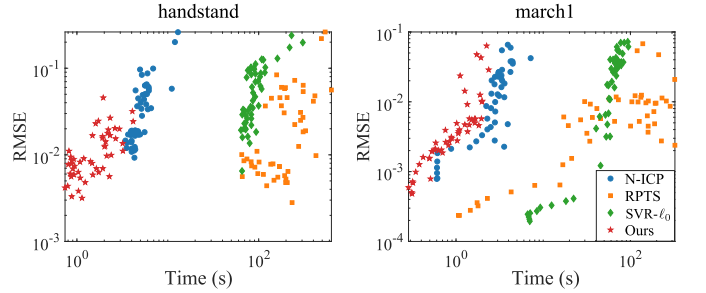 handstand
RMSE
10^-1
10^-2
10^-3
10^0
10^2
Time (s)
march1
RMSE
10^-1
10^-2
10^-3
10^-4
10^0
10^2
Time (s)
N-ICP
RPTS
SVR-ℓ₀
Ours